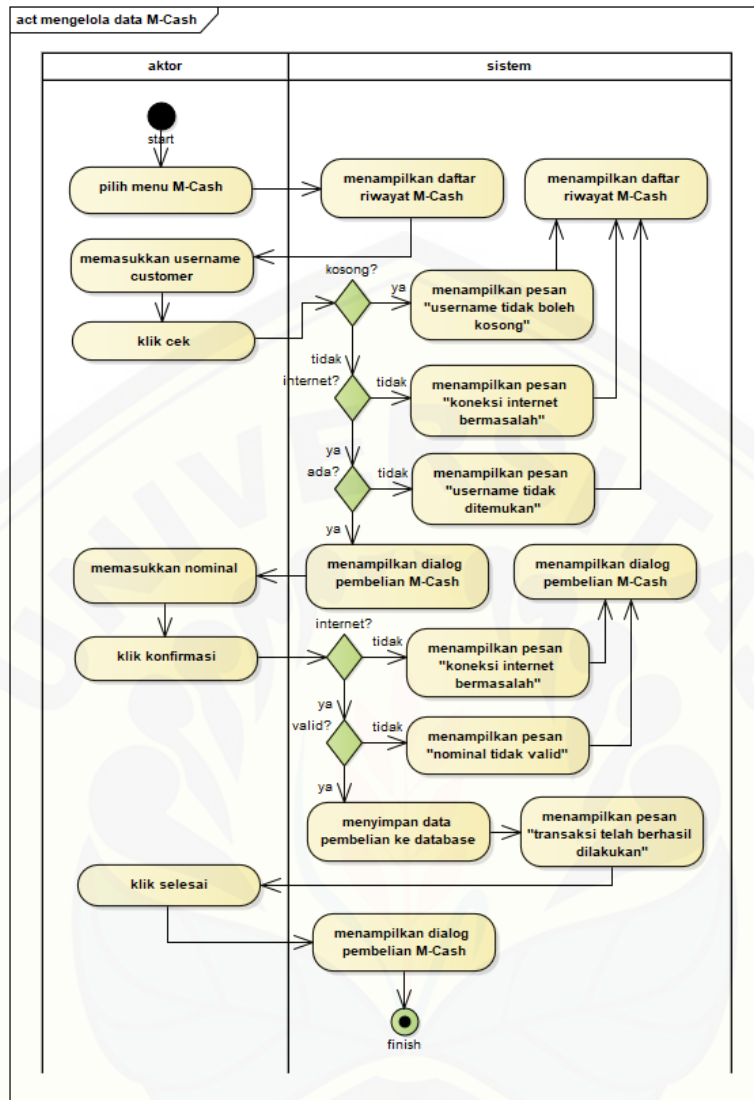 act mengelola data M-Cash
aktor
sistem
start
pilih menu M-Cash
menampilkan daftar
riwayat M-Cash
menampilkan daftar
riwayat M-Cash
memasukkan username
customer
klik cek
kosong?
ya
menampilkan pesan
"username tidak boleh
kosong"
tidak
internet?
tidak
menampilkan pesan
"koneksi internet
bermasalah"
ya
ada?
tidak
menampilkan pesan
"username tidak
ditemukan"
ya
menampilkan dialog
pembelian M-Cash
menampilkan dialog
pembelian M-Cash
memasukkan nominal
klik konfirmasi
internet?
tidak
menampilkan pesan
"koneksi internet
bermasalah"
ya
valid?
tidak
menampilkan pesan
"nominal tidak valid"
ya
menyimpan data
pembelian ke database
menampilkan pesan
"transaksi telah berhasil
dilakukan"
klik selesai
menampilkan dialog
pembelian M-Cash
finish
UNIVERSITAS